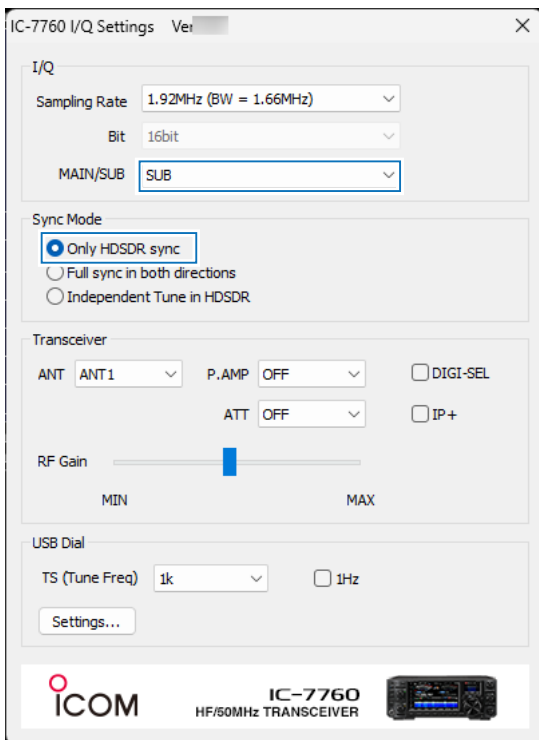 IC-7760 I/Q Settings Ver
I/Q
Sampling Rate 1.92MHz (BW = 1.66MHz)
Bit 16bit
MAIN/SUB SUB
Sync Mode
Only HDSDR sync
Full sync in both directions
Independent Tune in HDSDR
Transceiver
ANT ANT1 P.AMP OFF DIGI-SEL
ATT OFF IP+
RF Gain
MIN MAX
USB Dial
TS (Tune Freq) 1k 1Hz
Settings...
ICOM
IC-7760
HF/50MHz TRANSCEIVER